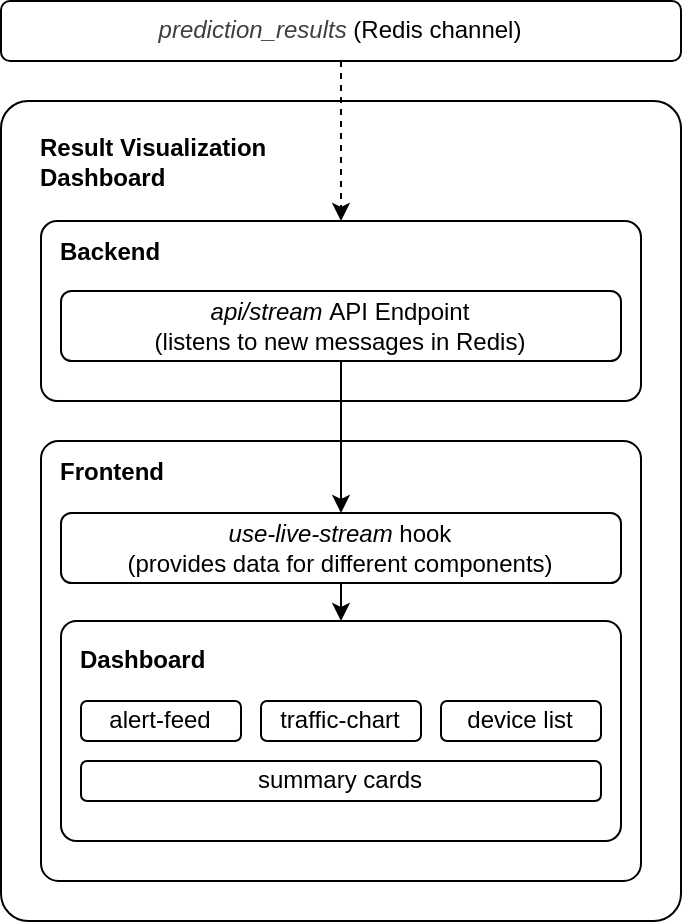 prediction_results (Redis channel)
Result Visualization
Dashboard
Backend
api/stream API Endpoint
(listens to new messages in Redis)
Frontend
use-live-stream hook
(provides data for different components)
Dashboard
alert-feed
traffic-chart
device list
summary cards